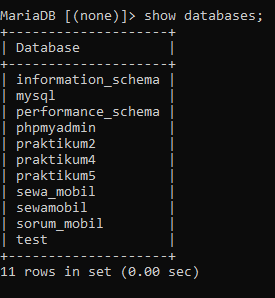 MariaDB [(none)]> show databases;
+--------------------+
| Database           |
+--------------------+
| information_schema |
| mysql              |
| performance_schema |
| phpmyadmin         |
| praktikum2         |
| praktikum4         |
| praktikum5         |
| sewa_mobil         |
| sewamobil          |
| sorum_mobil        |
| test               |
+--------------------+
11 rows in set (0.00 sec)